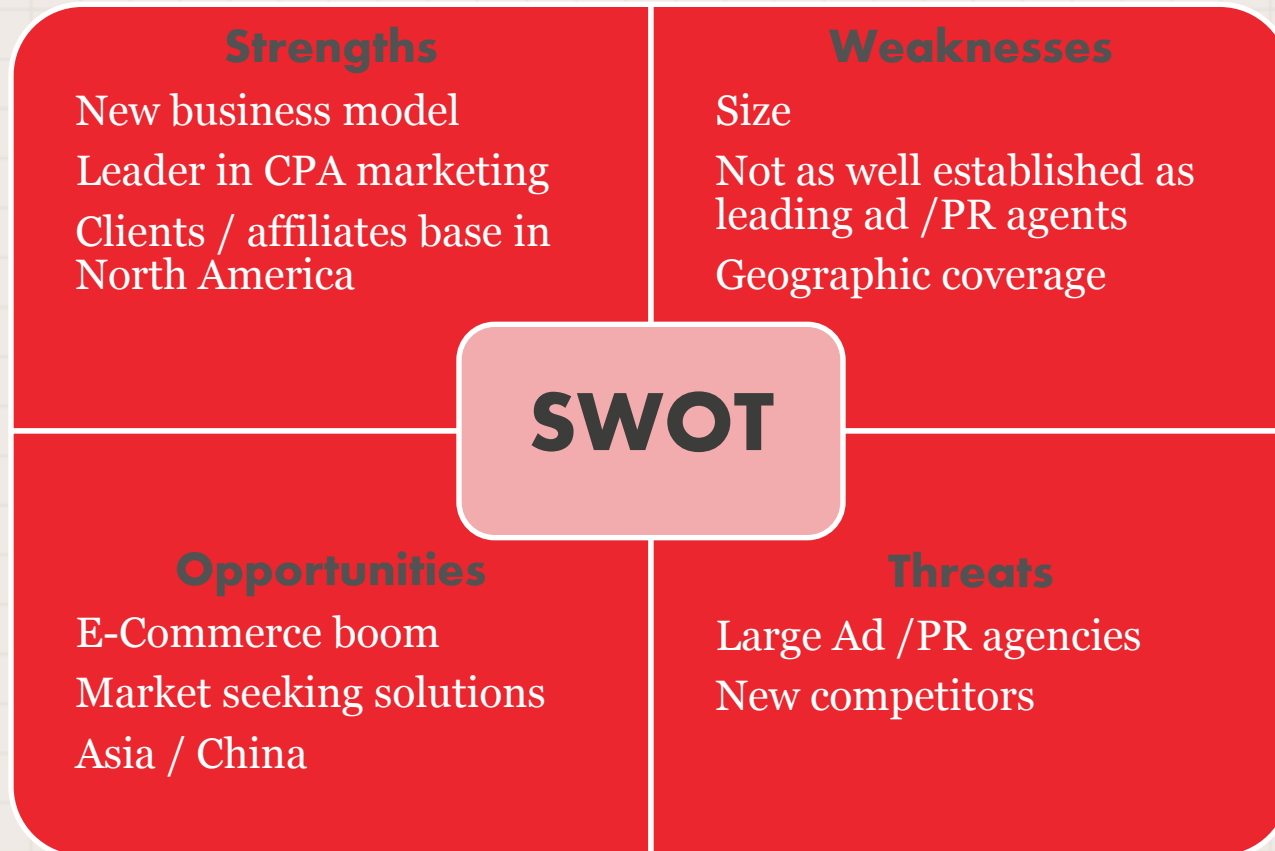 Strengths
New business model
Leader in CPA marketing
Clients / affiliates base in
North America
Weaknesses
Size
Not as well established as
leading ad /PR agents
Geographic coverage
SWOT
Opportunities
E-Commerce boom
Market seeking solutions
Asia / China
Threats
Large Ad /PR agencies
New competitors